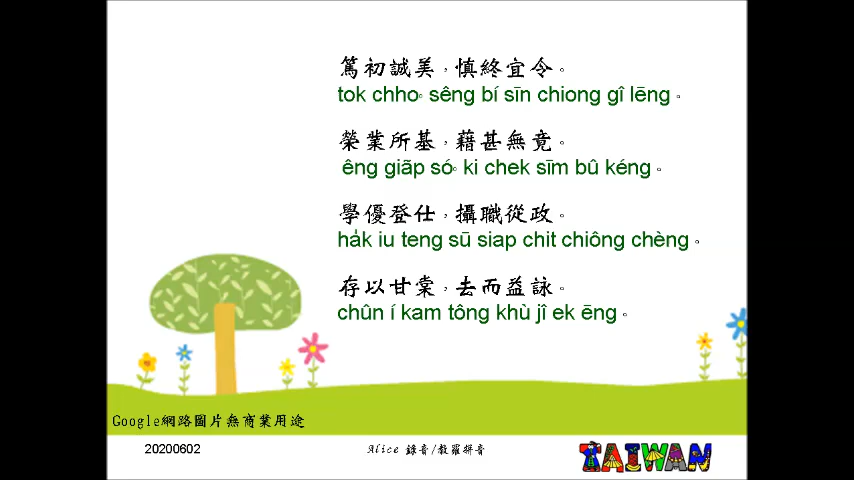 篤初誠美，慎終宜令。
tok chho͘ sêng bí sīn chiong gî lēng。
榮業所基，藉甚無竟。
êng giãp só͘ ki chek sīm bû kéng。
學優登仕，攝職從政。
ha̍k iu teng sū siap chit chiông chèng。
存以甘棠，去而益詠。
chûn í kam tông khù jî ek ēng。
Google網路圖片無商業用途
20200602
Alice 錄音/教羅拼音
TAIWAN